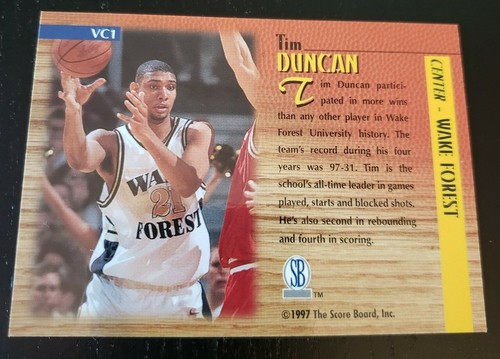 VC1
Tim
DUNCAN
Tim Duncan partici-
pated in more wins
than any other player in Wake
Forest University history. The
team's record during his four
years was 97-31. Tim is the
school's all-time leader in games
played, starts and blocked shots.
He's also second in rebounding
and fourth in scoring.
CENTER - WAKE FOREST
WAKE
21
FOREST
SB
TM
©1997 The Score Board, Inc.